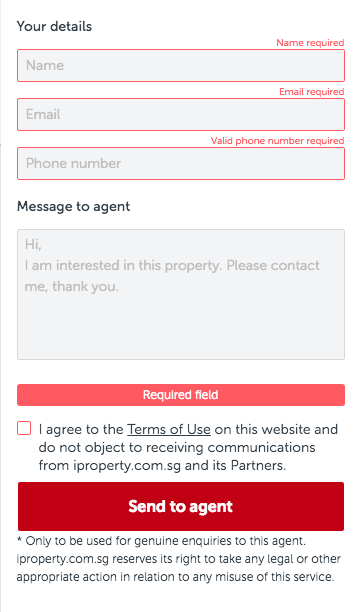 Your details
Name required
Name
Email required
Email
Valid phone number required
Phone number
Message to agent
Hi,
I am interested in this property. Please contact
me, thank you.
Required field
I agree to the Terms of Use on this website and
do not object to receiving communications
from iproperty.com.sg and its Partners.
Send to agent
* Only to be used for genuine enquiries to this agent.
iproperty.com.sg reserves its right to take any legal or other
appropriate action in relation to any misuse of this service.